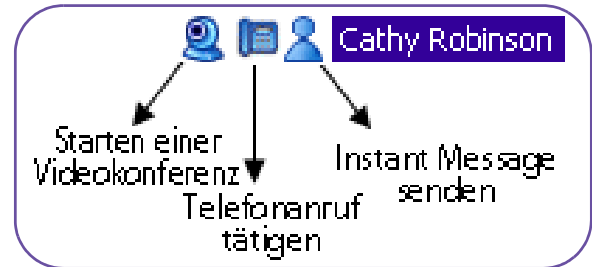 Cathy Robinson
Starten einer
Videokonferenz
Telefonanruf
tätigen
Instant Message
senden